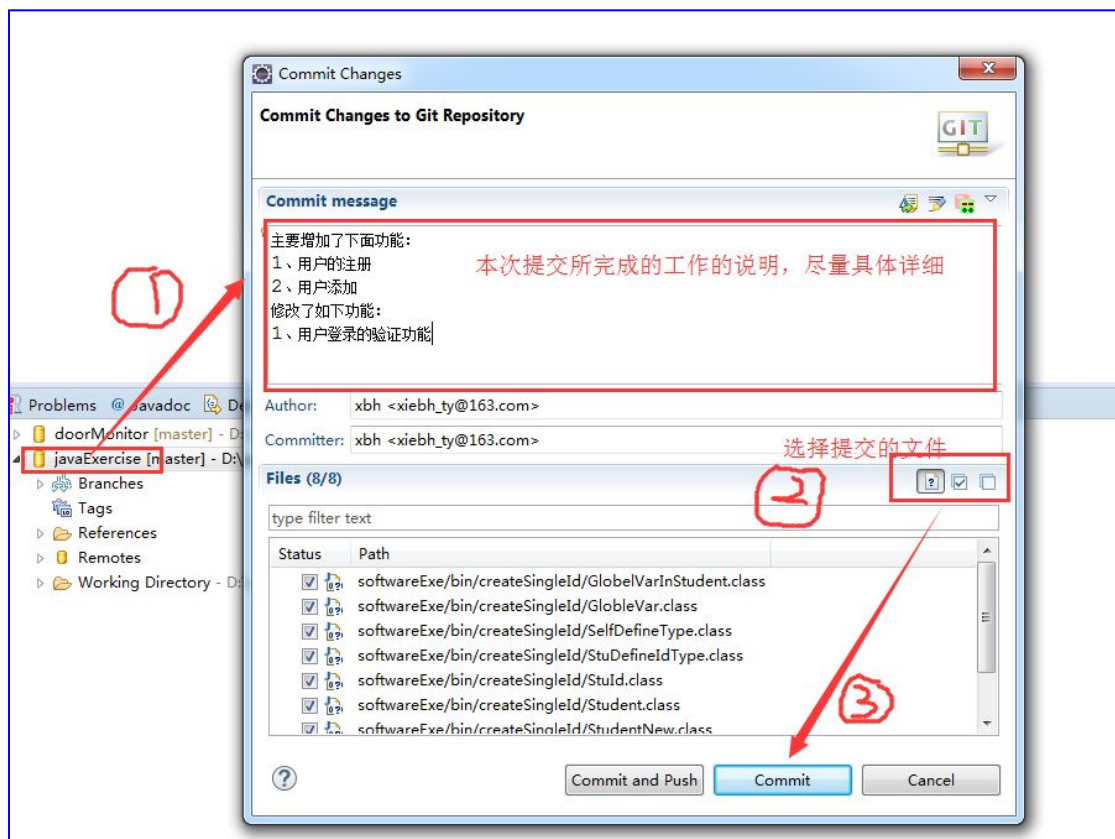 Commit Changes
Commit Changes to Git Repository
GIT
Commit message
主要增加了下面功能：
1、用户的注册
2、用户添加
修改了如下功能：
1、用户登录的验证功能
本次提交所完成的工作的说明，尽量具体详细
①
Problems @ Javadoc De
doorMonitor [master] - D:
javaExercise [master] - D:\
Branches
Tags
References
Remotes
Working Directory - D:
Author: xbh <xiebh_ty@163.com>
Committer: xbh <xiebh_ty@163.com>
选择提交的文件
2
Files (8/8)
type filter text
Status Path
softwareExe/bin/createSingleId/GlobelVarInStudent.class
softwareExe/bin/createSingleId/GlobleVar.class
softwareExe/bin/createSingleId/SelfDefineType.class
softwareExe/bin/createSingleId/StuDefineIdType.class
softwareExe/bin/createSingleId/StuId.class
softwareExe/bin/createSingleId/Student.class
softwareExe/bin/createSingleId/StudentNew.class
③
Commit and Push Commit Cancel